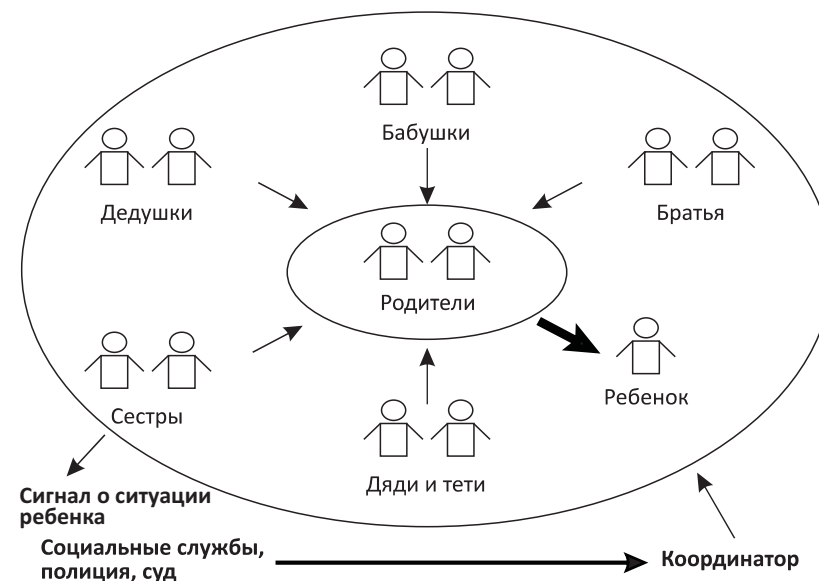 Бабушки
Дедушки
Братья
Родители
Ребенок
Сестры
Дяди и тети
Сигнал о ситуации
ребенка
Социальные службы,
полиция, суд
Координатор